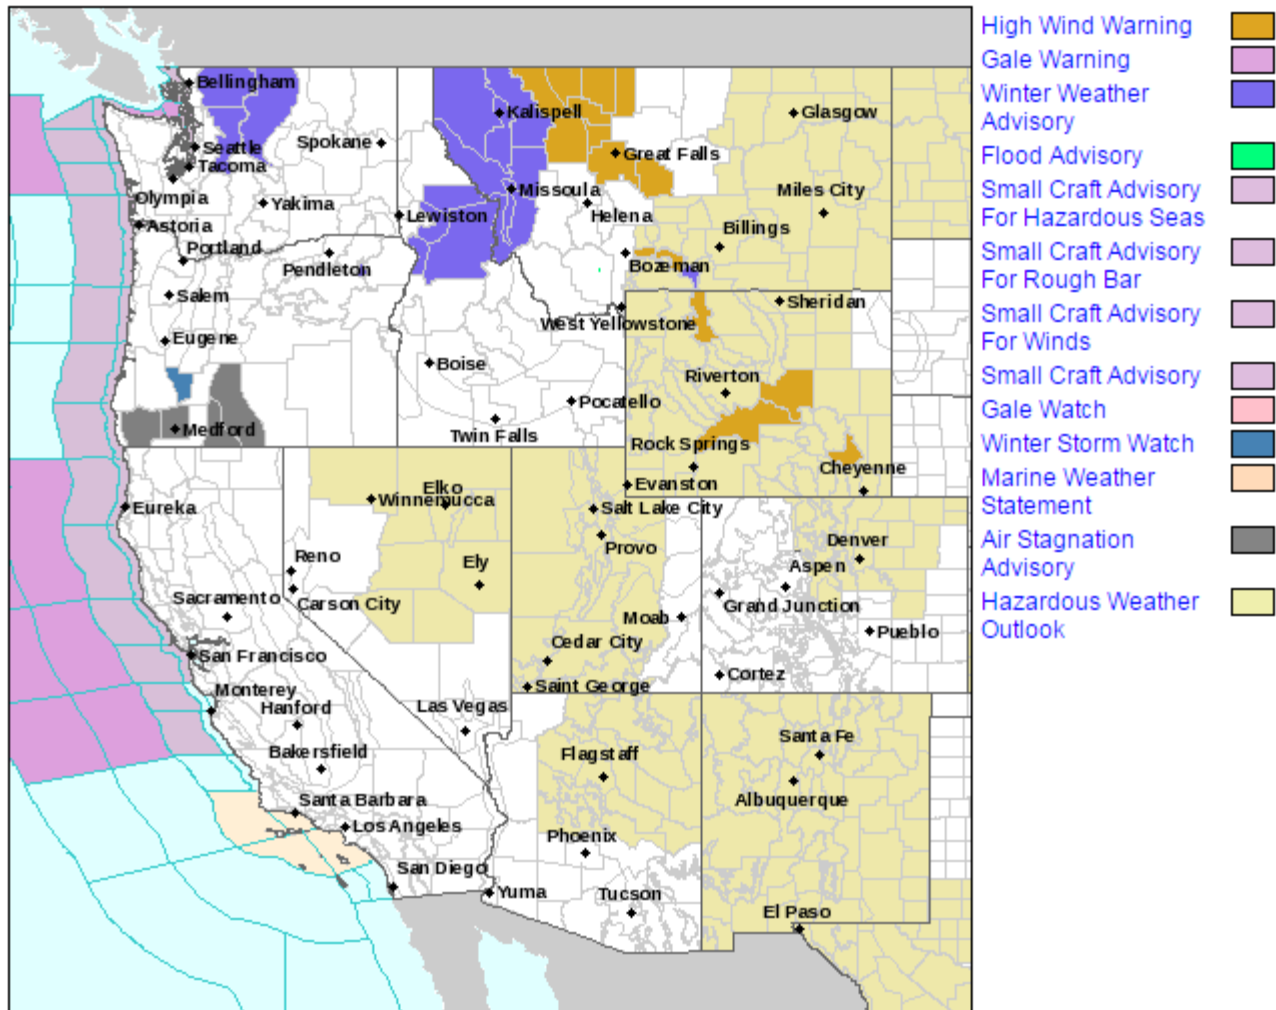 High Wind Warning
Gale Warning
Winter Weather
Advisory
Flood Advisory
Small Craft Advisory
For Hazardous Seas
Small Craft Advisory
For Rough Bar
Small Craft Advisory
For Winds
Small Craft Advisory
Gale Watch
Winter Storm Watch
Marine Weather
Statement
Air Stagnation
Advisory
Hazardous Weather
Outlook
Bellingham
Kalispell
Glasgow
Seattle
Spokane
Great Falls
Tacoma
Olympia
Yakima
Missoula
Miles City
Lewiston
Helena
Astoria
Billings
Portland
Pendleton
Bozeman
Salem
Sheridan
West Yellowstone
Eugene
Boise
Riverton
Pocatello
Medford
Twin Falls
Rock Springs
Cheyenne
Evanston
Elko
Winnemucca
Eureka
Salt Lake City
Provo
Denver
Reno
Ely
Aspen
Sacramento
Carson City
Grand Junction
Moab
Pueblo
San Francisco
Cedar City
Cortez
Monterey
Saint George
Hanford
Las Vegas
Bakersfield
Flagstaff
Santa Fe
Santa Barbara
Albuquerque
Los Angeles
Phoenix
San Diego
Yuma
Tucson
El Paso